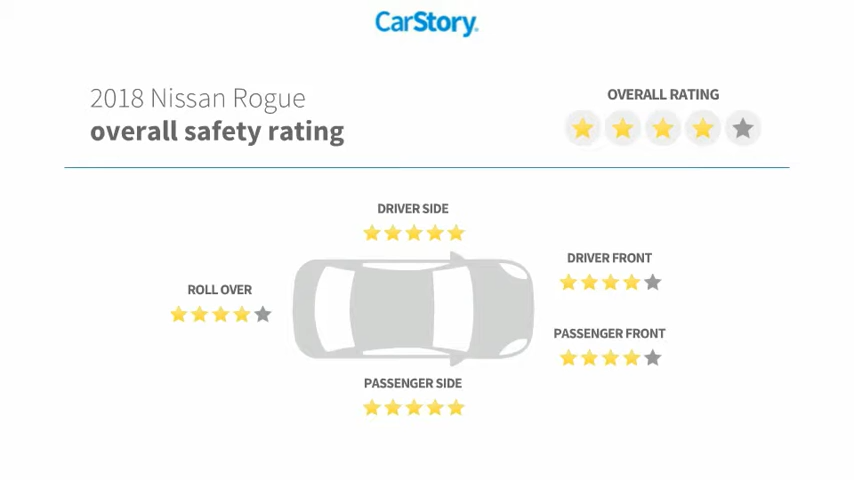 CarStory.
2018 Nissan Rogue
overall safety rating
OVERALL RATING
DRIVER SIDE
DRIVER FRONT
ROLL OVER
PASSENGER FRONT
PASSENGER SIDE